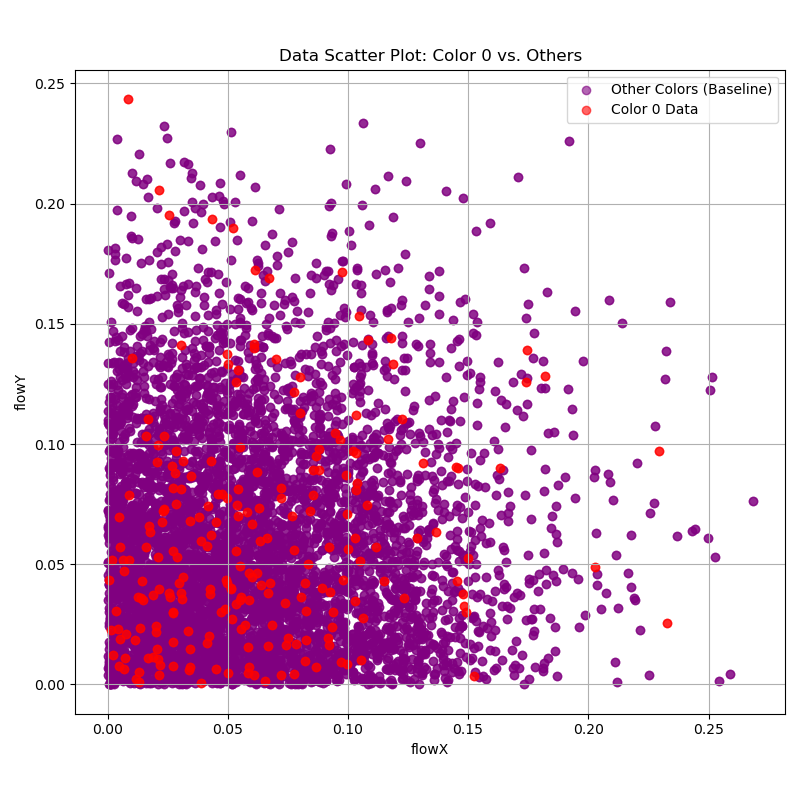 Data Scatter Plot: Color 0 vs. Others
Other Colors (Baseline)
Color 0 Data
flowY
0.25
0.20
0.15
0.10
0.05
0.00
0.00 0.05 0.10 0.15 0.20 0.25
flowX